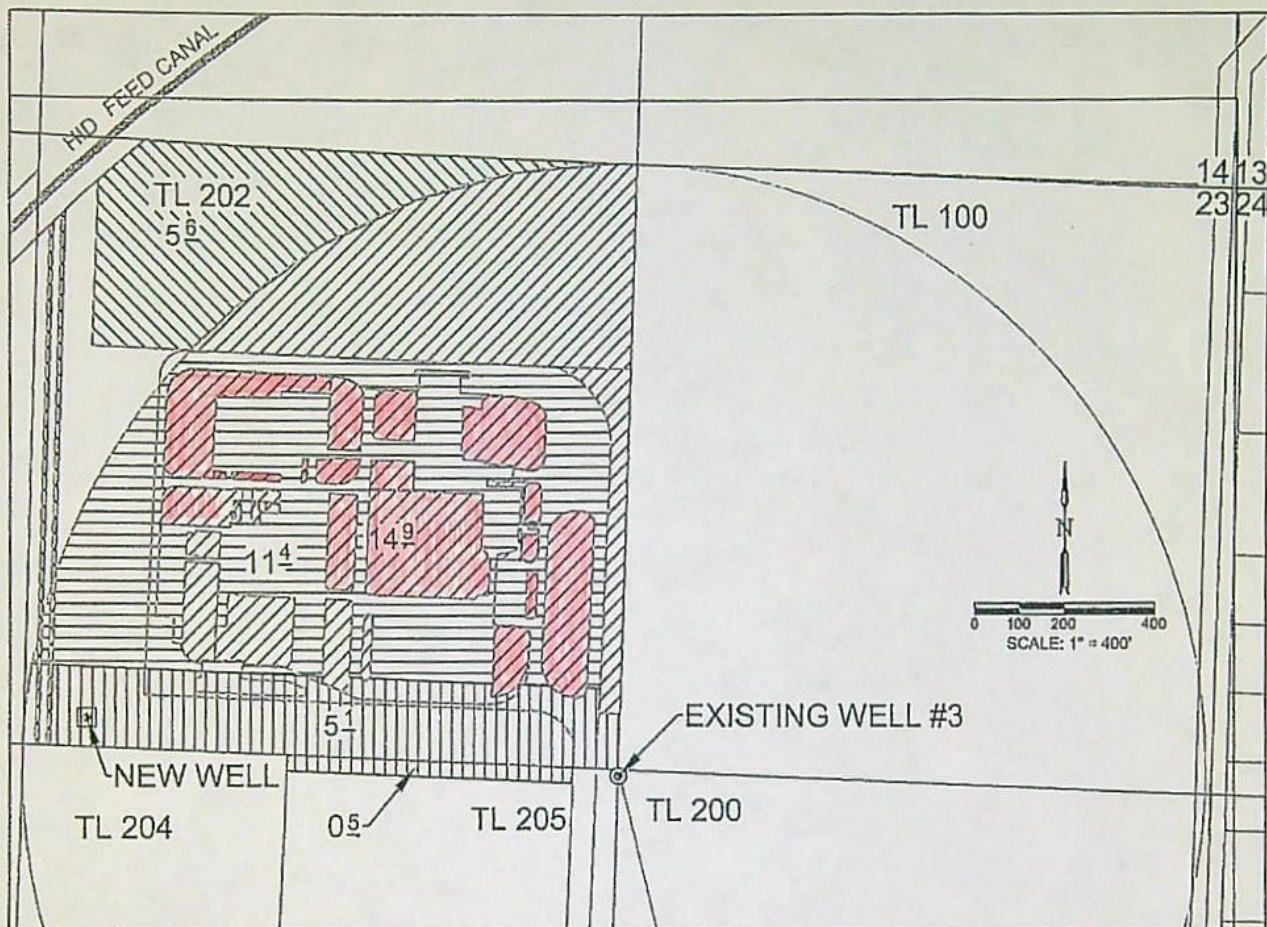 HID FEED CANAL
TL 202
5 6
14 13
23 24
TL 100
14 9
11 4
N
0 100 200 400
SCALE: 1" = 400'
5 1
EXISTING WELL #3
NEW WELL
TL 204
0 5
TL 205
TL 200